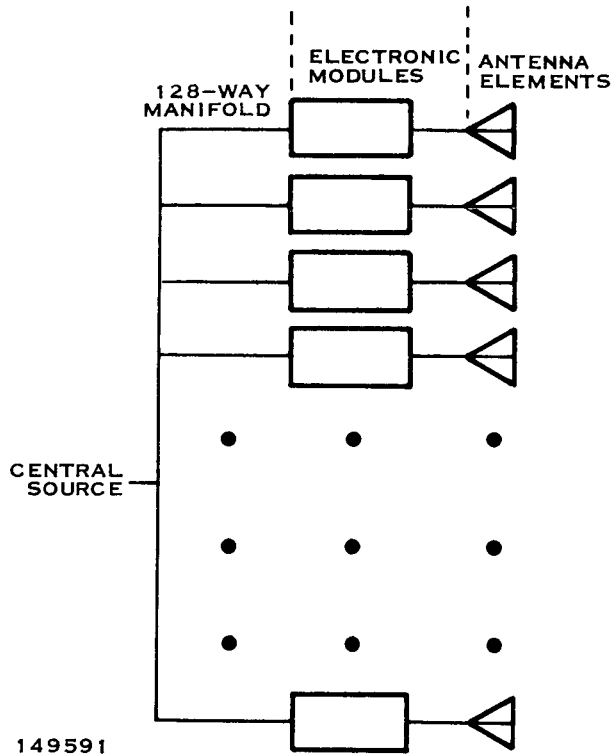 ELECTRONIC
MODULES
ANTENNA
ELEMENTS
128-WAY
MANIFOLD
CENTRAL
SOURCE
149591